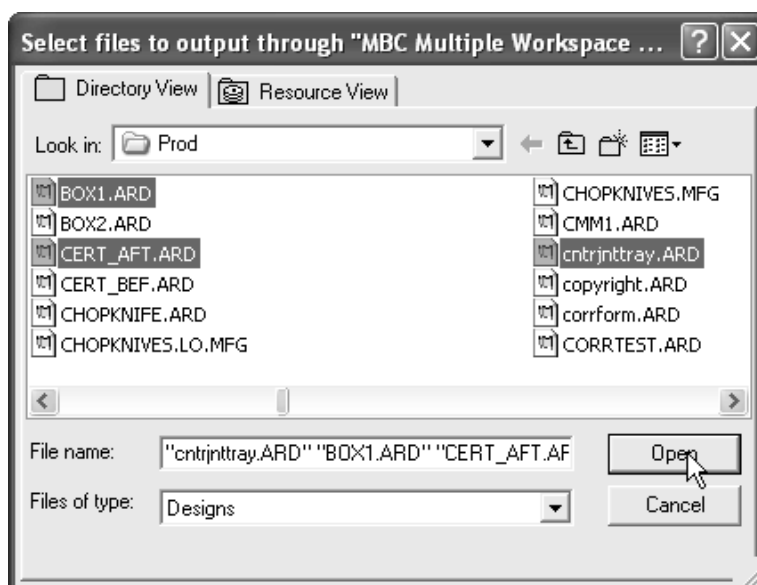 Select files to output through "MBC Multiple Workspace ...
Directory View
Resource View
Look in:
Prod
BOX1.ARD
BOX2.ARD
CERT_AFT.ARD
CERT_BEF.ARD
CHOPKNIFE.ARD
CHOPKNIVES.LO.MFG
CHOPKNIVES.MFG
CMM1.ARD
cntrjnttray.ARD
copyright.ARD
corrform.ARD
CORRTEST.ARD
File name:
"cntrjnttray.ARD" "BOX1.ARD" "CERT_AFT.AF
Open
Files of type:
Designs
Cancel